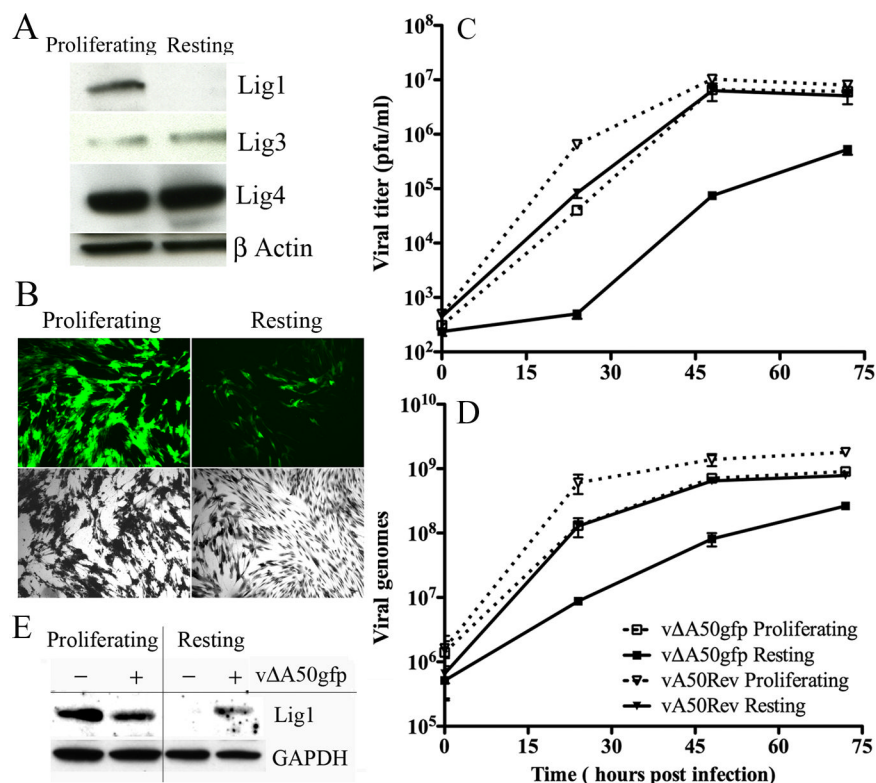 A
Proliferating Resting
Lig1
Lig3
Lig4
β Actin
B
Proliferating Resting
E
Proliferating Resting
− + − + vΔA50gfp
Lig1
GAPDH
C
Viral titer (pfu/ml)
10⁸
10⁷
10⁶
10⁵
10⁴
10³
10²
0 15 30 45 60 75
D
Viral genomes
10¹⁰
10⁹
10⁸
10⁷
10⁶
10⁵
vΔA50gfp Proliferating
vΔA50gfp Resting
vA50Rev Proliferating
vA50Rev Resting
0 15 30 45 60 75
Time ( hours post infection)